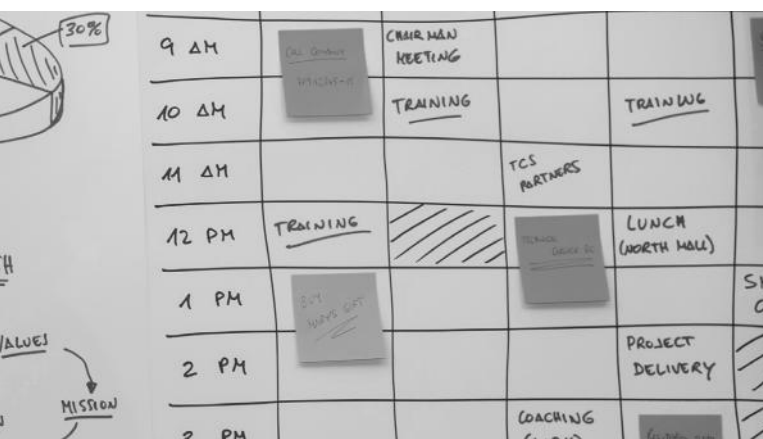 30%
9 AM
CHAIRMAN
MEETING
10 AM
TRAINING
TRAINING
11 AM
TCS
PARTNERS
12 PM
TRAINING
LUNCH
(NORTH HALL)
1 PM
BUY
2 PM
PROJECT
DELIVERY
VALUES
MISSION
PM
COACHING